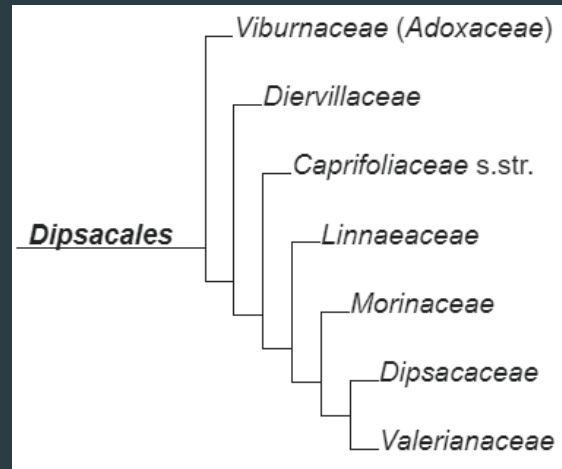 Viburnaceae (Adoxaceae)
Diervillaceae
Caprifoliaceae s.str.
Dipsacales
Linnaeaceae
Morinaceae
Dipsacaceae
Valerianaceae